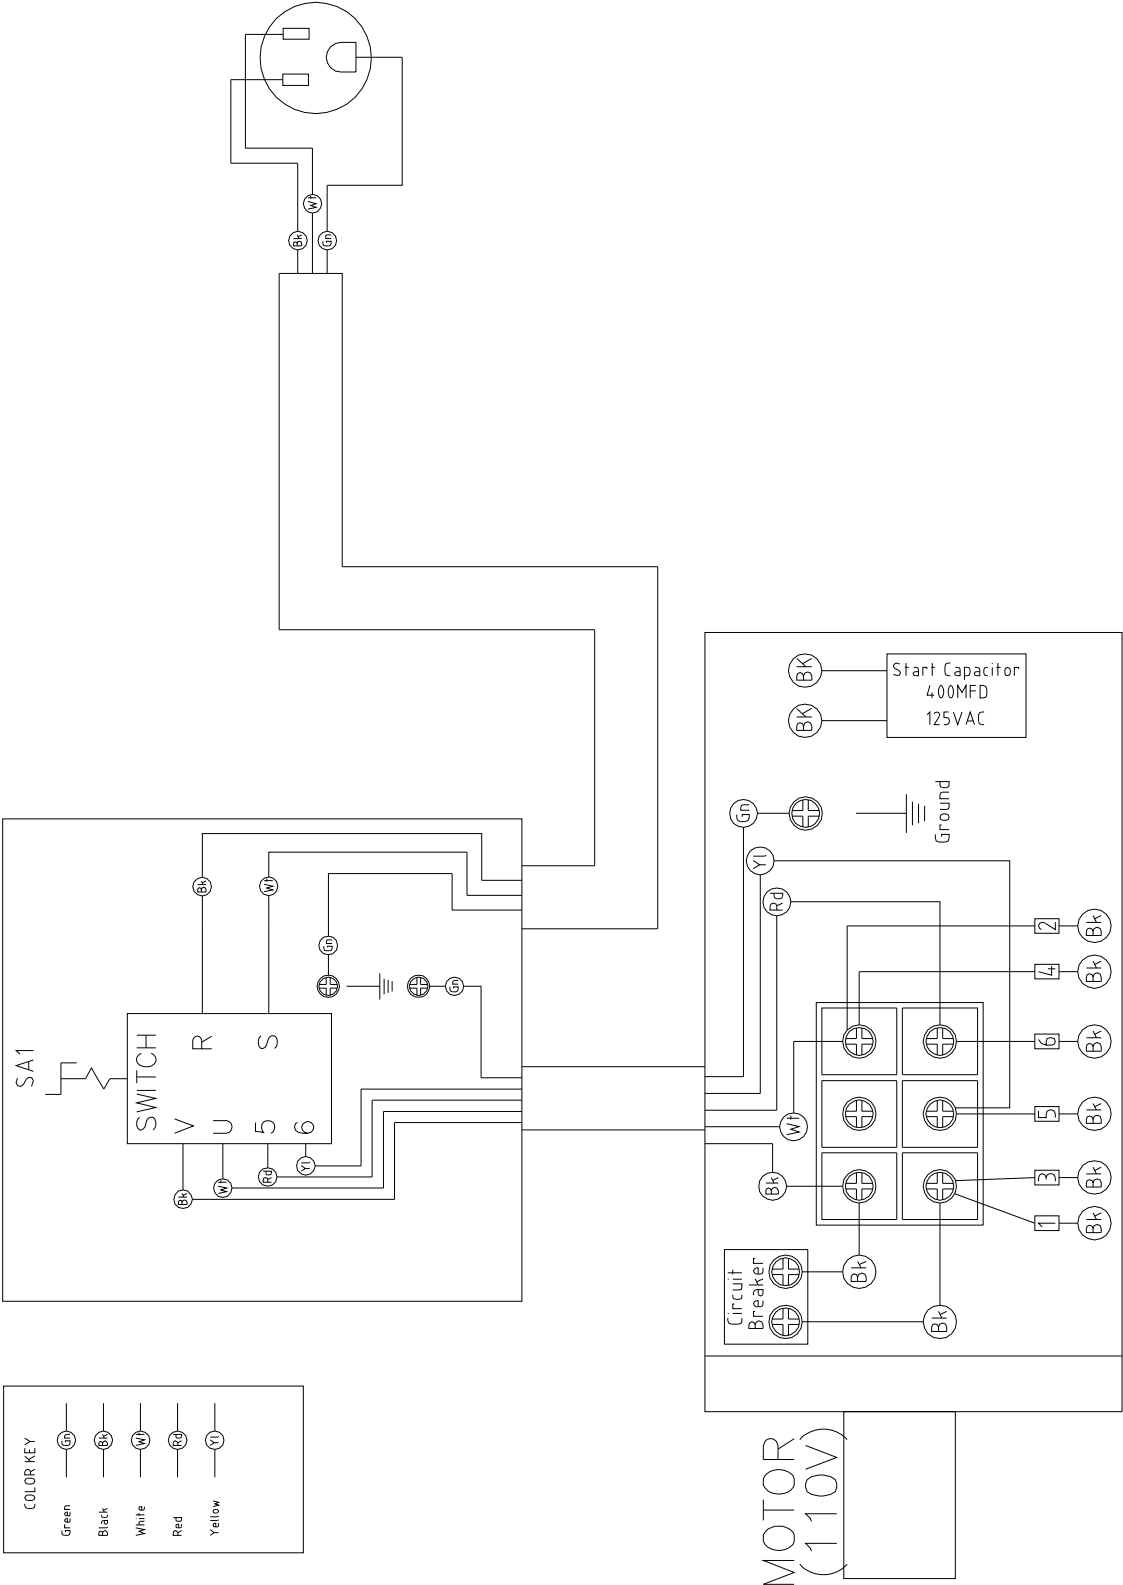 Bk
Wt
Gn
Start Capacitor
400MFD
125VAC
BK
BK
Gn
Ground
Yl
Rd
Wt
Bk
2
Bk
4
Bk
6
Bk
5
Bk
3
Bk
1
Bk
Bk
Bk
Circuit
Breaker
MOTOR
(110V)
SA1
SWITCH
R
S
V
U
5
6
Bk
Wt
Gn
Gn
Bk
Wt
Rd
Yl
COLOR KEY
Green
Gn
Black
Bk
White
Wt
Red
Rd
Yellow
Yl